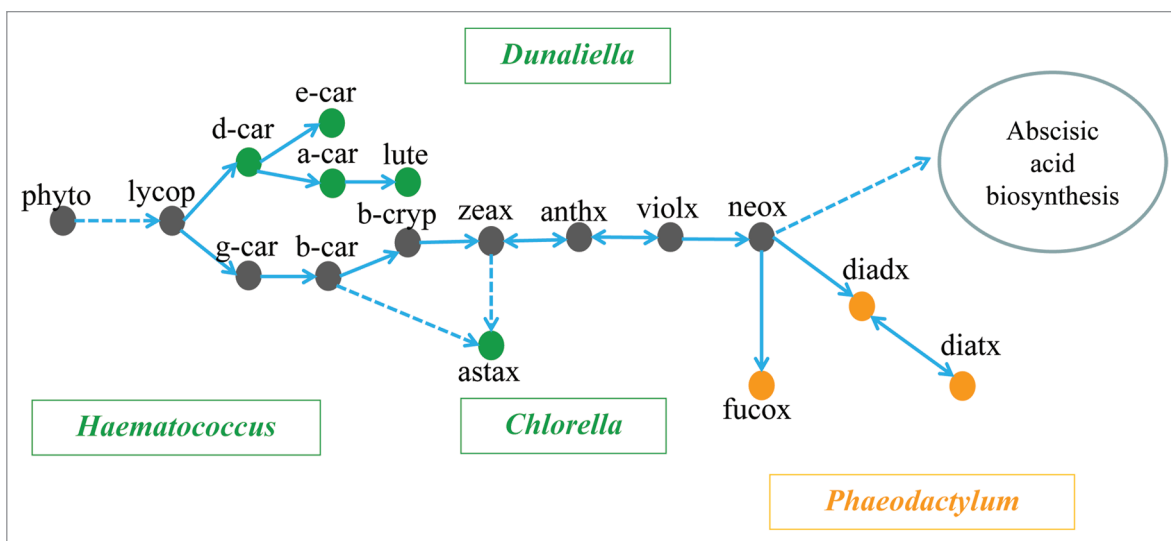 Dunaliella
e-car
d-car
a-car
lute
Abscisic
acid
biosynthesis
phyto
lycop
b-cryp
zeax
anthx
violx
neox
g-car
b-car
diadx
astax
diatx
fucox
Haematococcus
Chlorella
Phaeodactylum